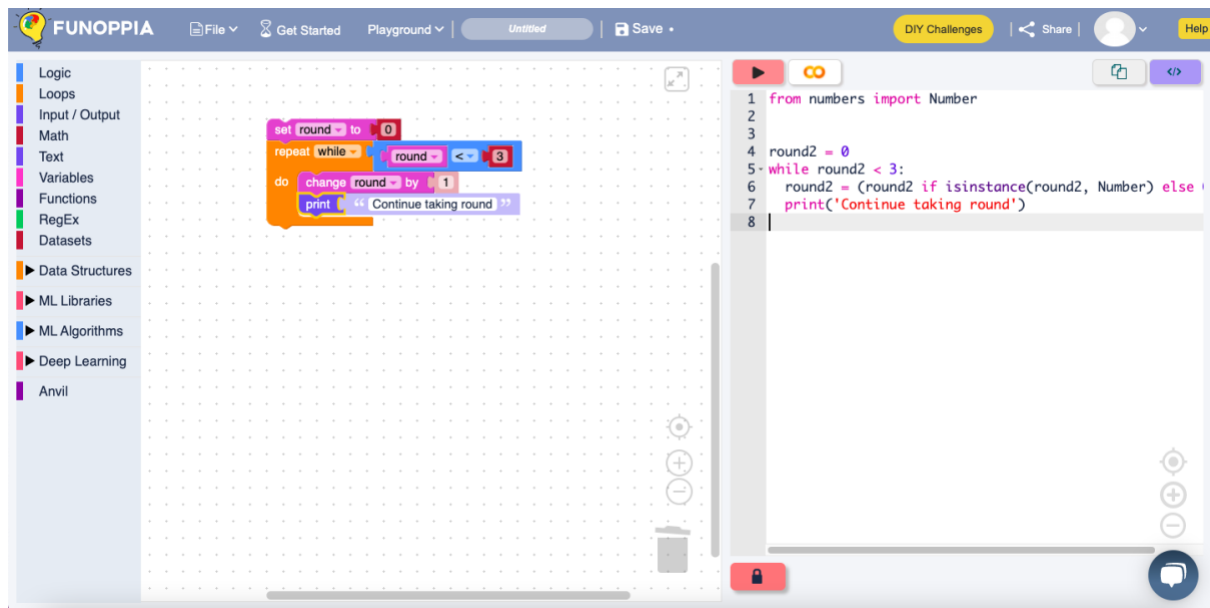 FUNOPPIA
File
Get Started
Playground
Untitled
Save
DIY Challenges
Share
Help
Logic
Loops
Input / Output
Math
Text
Variables
Functions
RegEx
Datasets
Data Structures
ML Libraries
ML Algorithms
Deep Learning
Anvil
set round to 0
repeat while round < 3
do change round by 1
print “ Continue taking round ”
</>
1 from numbers import Number
2
3
4 round2 = 0
5 while round2 < 3:
6 round2 = (round2 if isinstance(round2, Number) else
7 print('Continue taking round')
8